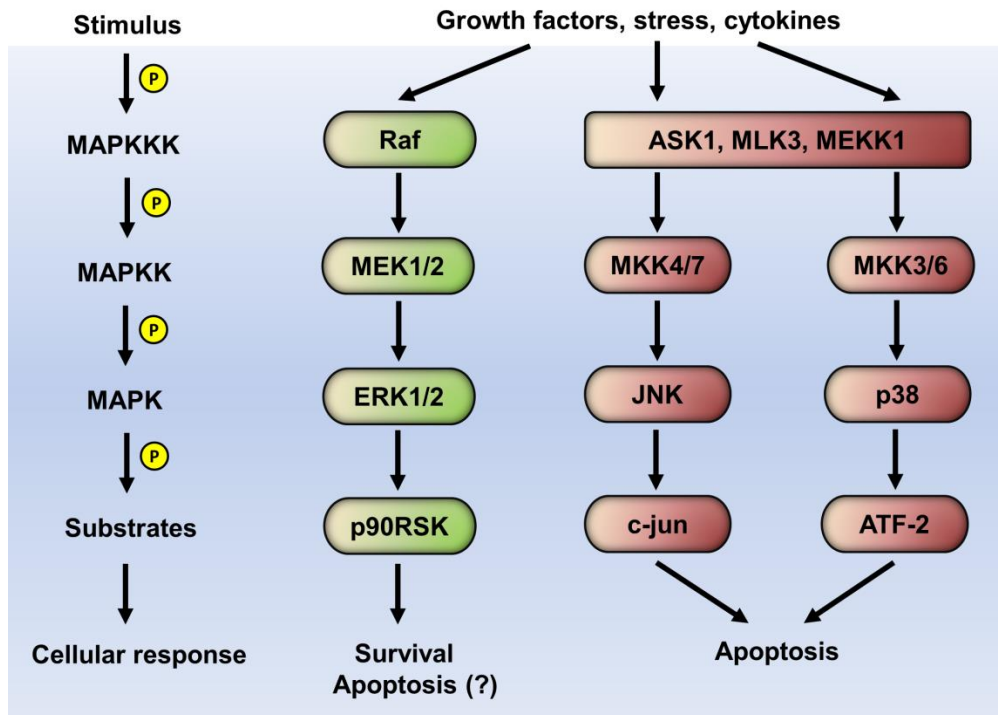 Stimulus
P
MAPKKK
P
MAPKK
P
MAPK
P
Substrates
Cellular response
Growth factors, stress, cytokines
Raf
ASK1, MLK3, MEKK1
MEK1/2
MKK4/7
MKK3/6
ERK1/2
JNK
p38
p90RSK
c-jun
ATF-2
Survival
Apoptosis (?)
Apoptosis